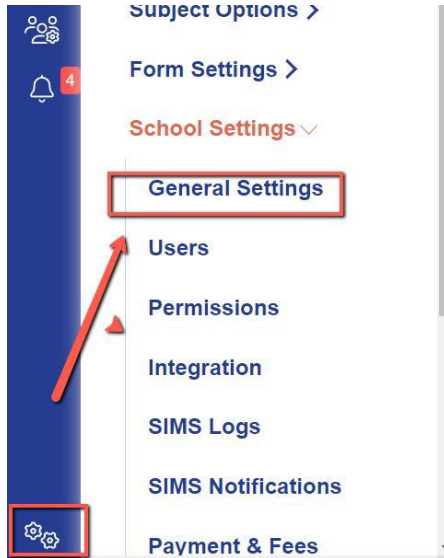 Subject Options >
4
Form Settings >
School Settings
General Settings
Users
Permissions
Integration
SIMS Logs
SIMS Notifications
Payment & Fees